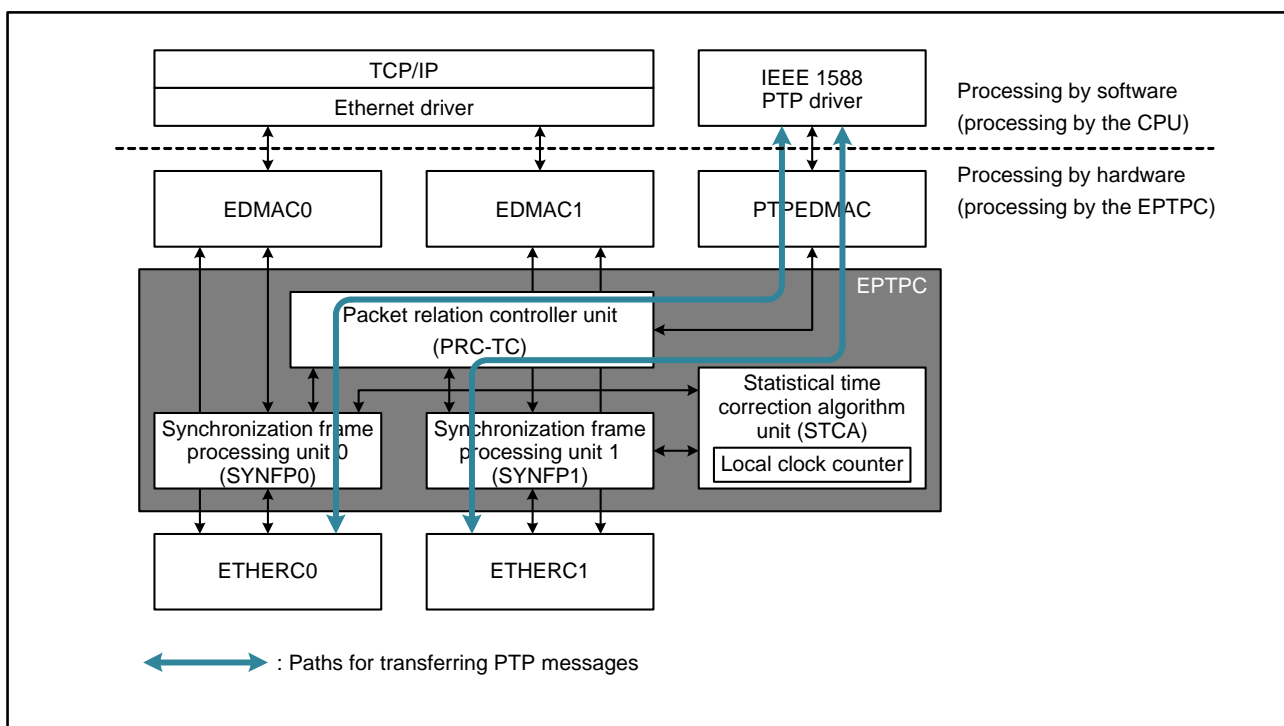 TCP/IP
Ethernet driver
IEEE 1588
PTP driver
Processing by software
(processing by the CPU)
Processing by hardware
(processing by the EPTPC)
EDMAC0
EDMAC1
PTPEDMAC
EPTPC
Packet relation controller unit
(PRC-TC)
Statistical time
correction algorithm
unit (STCA)
Local clock counter
Synchronization frame
processing unit 0
(SYNFP0)
Synchronization frame
processing unit 1
(SYNFP1)
ETHERC0
ETHERC1
: Paths for transferring PTP messages